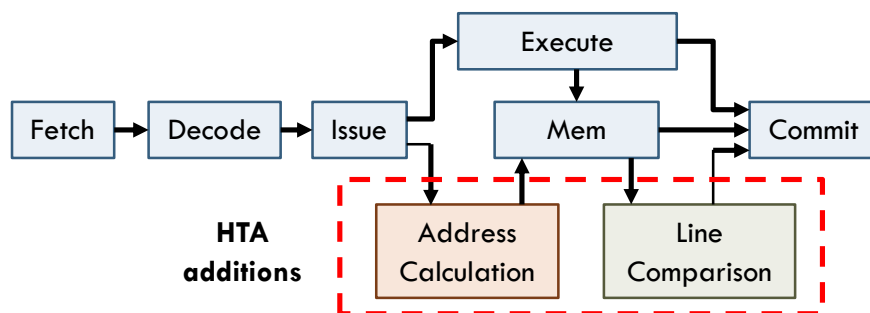 Execute
Fetch
Decode
Issue
Mem
Commit
HTA
additions
Address
Calculation
Line
Comparison